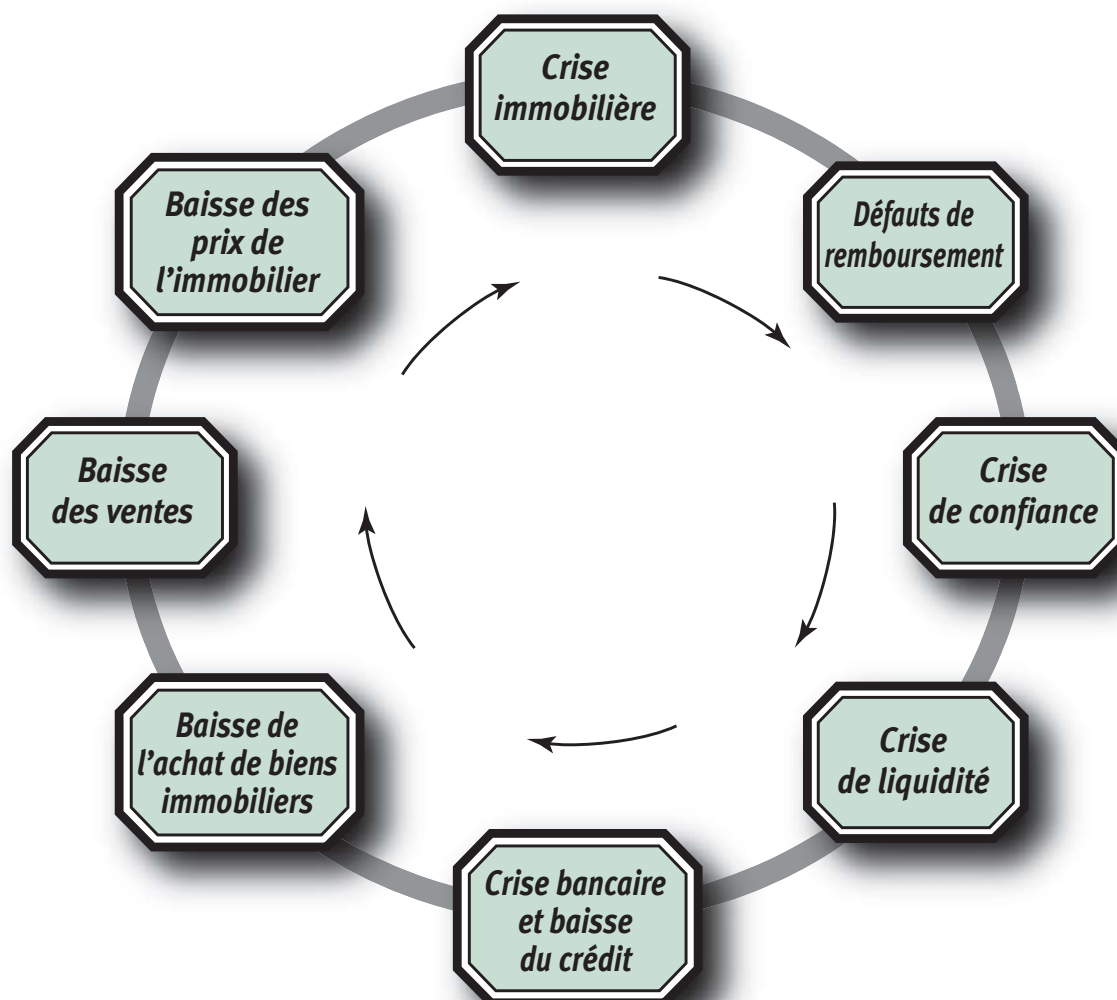 Crise
immobilière
Défauts de
remboursement
Crise
de confiance
Crise
de liquidité
Crise bancaire
et baisse
du crédit
Baisse de
l’achat de biens
immobiliers
Baisse
des ventes
Baisse des
prix de
l’immobilier